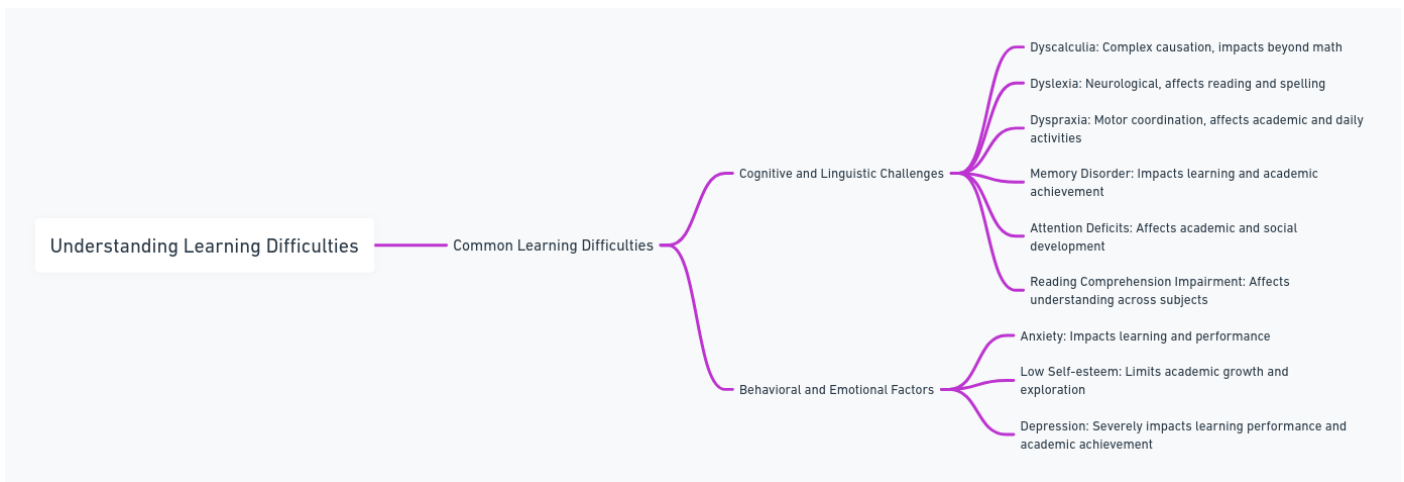 Understanding Learning Difficulties
Common Learning Difficulties
Cognitive and Linguistic Challenges
Dyscalculia: Complex causation, impacts beyond math
Dyslexia: Neurological, affects reading and spelling
Dyspraxia: Motor coordination, affects academic and daily
activities
Memory Disorder: Impacts learning and academic
achievement
Attention Deficits: Affects academic and social
development
Reading Comprehension Impairment: Affects
understanding across subjects
Behavioral and Emotional Factors
Anxiety: Impacts learning and performance
Low Self-esteem: Limits academic growth and
exploration
Depression: Severely impacts learning performance and
academic achievement